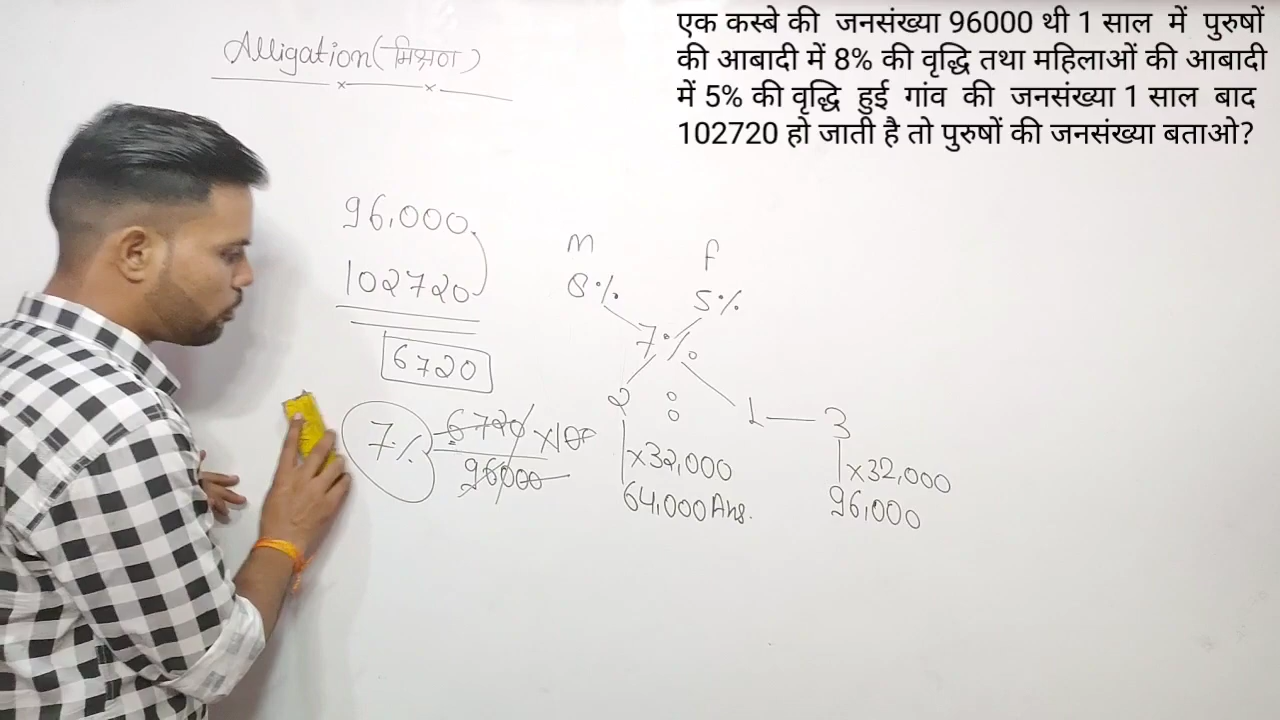 Alligation (मिश्रण)
एक कस्बे की जनसंख्या 96000 थी 1 साल में पुरुषों
की आबादी में 8% की वृद्धि तथा महिलाओं की आबादी
में 5% की वृद्धि हुई गांव की जनसंख्या 1 साल बाद
102720 हो जाती है तो पुरुषों की जनसंख्या बताओ?
96,000
102720
6720
7% 6720 ×100
96000
m f
8% 5%
7%
2 : 1 — 3
×32,000 ×32,000
64,000 Ans. 96,000